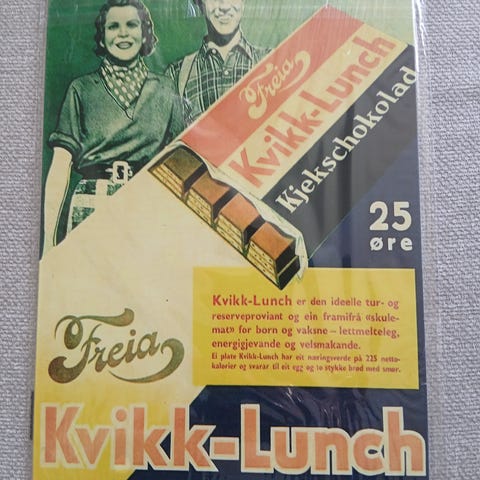 Freia
Kvikk-Lunch
Kjekschokolad
25
øre
Kvikk-Lunch er den ideelle tur- og
reserveproviant og ein framifrå «skule-
mat» for born og vaksne – lettmelteleg,
energigjevande og velsmakande.
Ei plate Kvikk-Lunch har eit næringsverde på 225 netto-
kalorier og svarar til eit egg og to stykke brød med smør.
Freia
Kvikk-Lunch